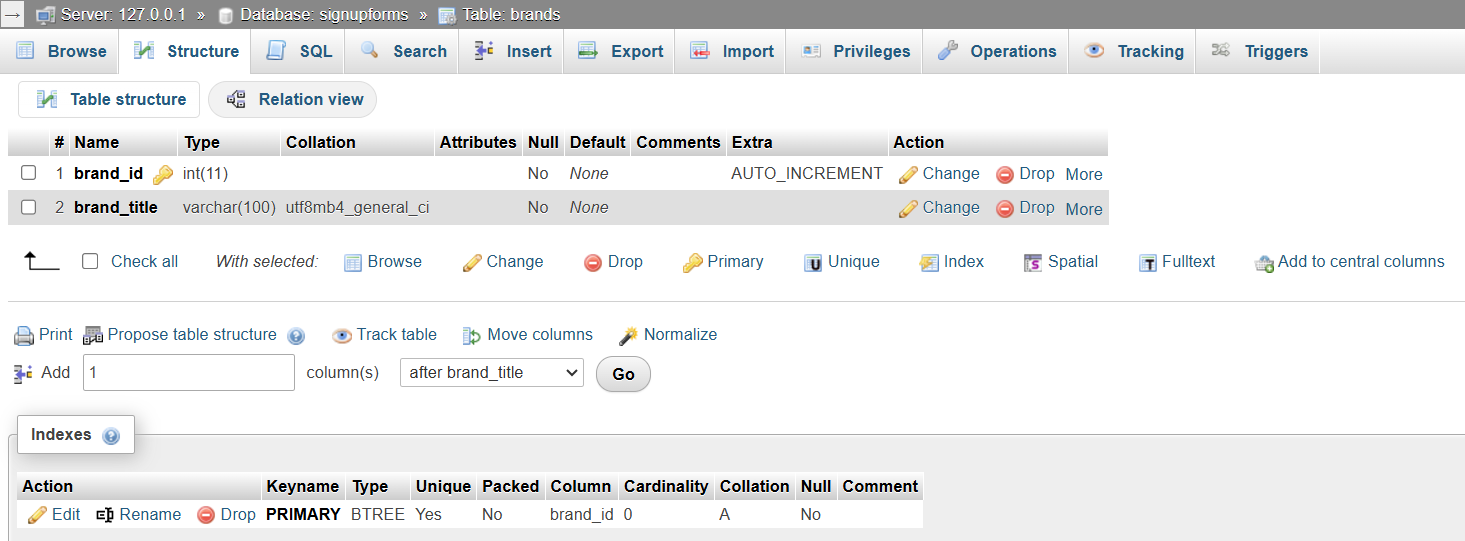 → Server: 127.0.0.1 » Database: signupforms » Table: brands
Browse Structure SQL Search Insert Export Import Privileges Operations Tracking Triggers
Table structure Relation view
# Name Type Collation Attributes Null Default Comments Extra Action
1 brand_id int(11) No None AUTO_INCREMENT Change Drop More
2 brand_title varchar(100) utf8mb4_general_ci No None Change Drop More
Check all With selected: Browse Change Drop Primary U Unique Index S Spatial T Fulltext Add to central columns
Print Propose table structure ? Track table Move columns Normalize
Add 1 column(s) after brand_title Go
Indexes ?
Action Keyname Type Unique Packed Column Cardinality Collation Null Comment
Edit Rename Drop PRIMARY BTREE Yes No brand_id 0 A No